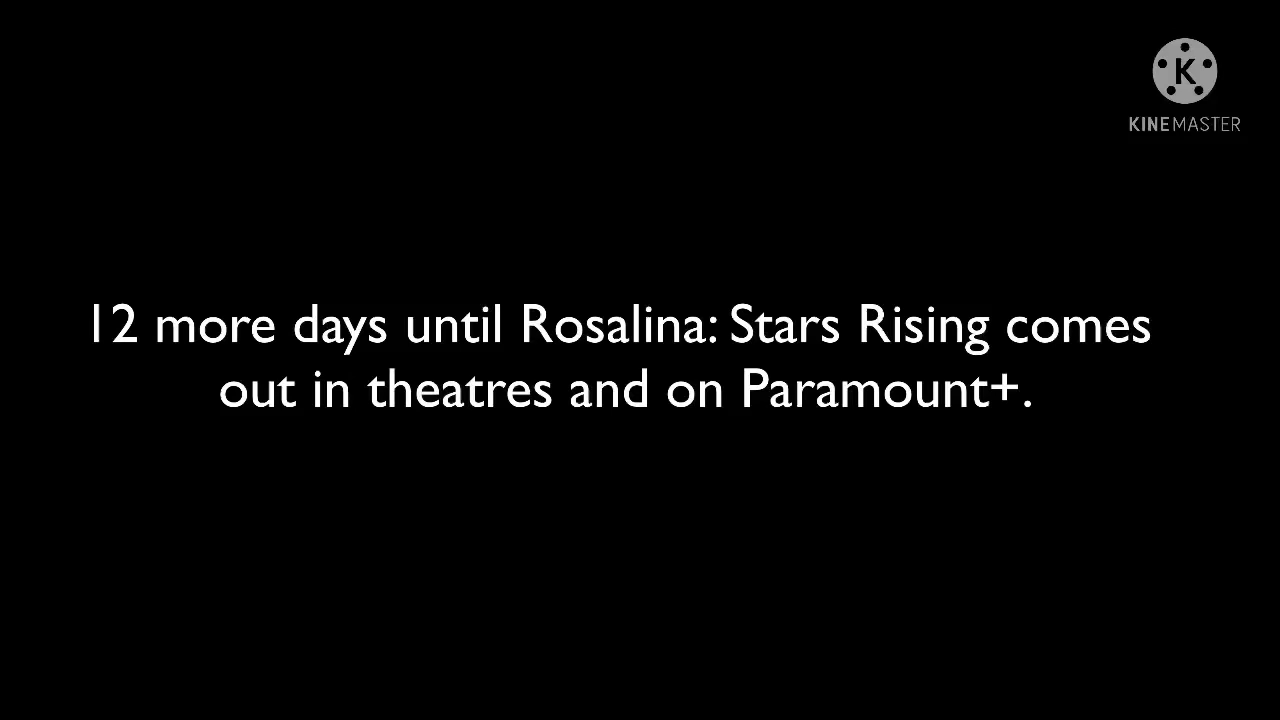 K
KINEMASTER
12 more days until Rosalina: Stars Rising comes
out in theatres and on Paramount+.